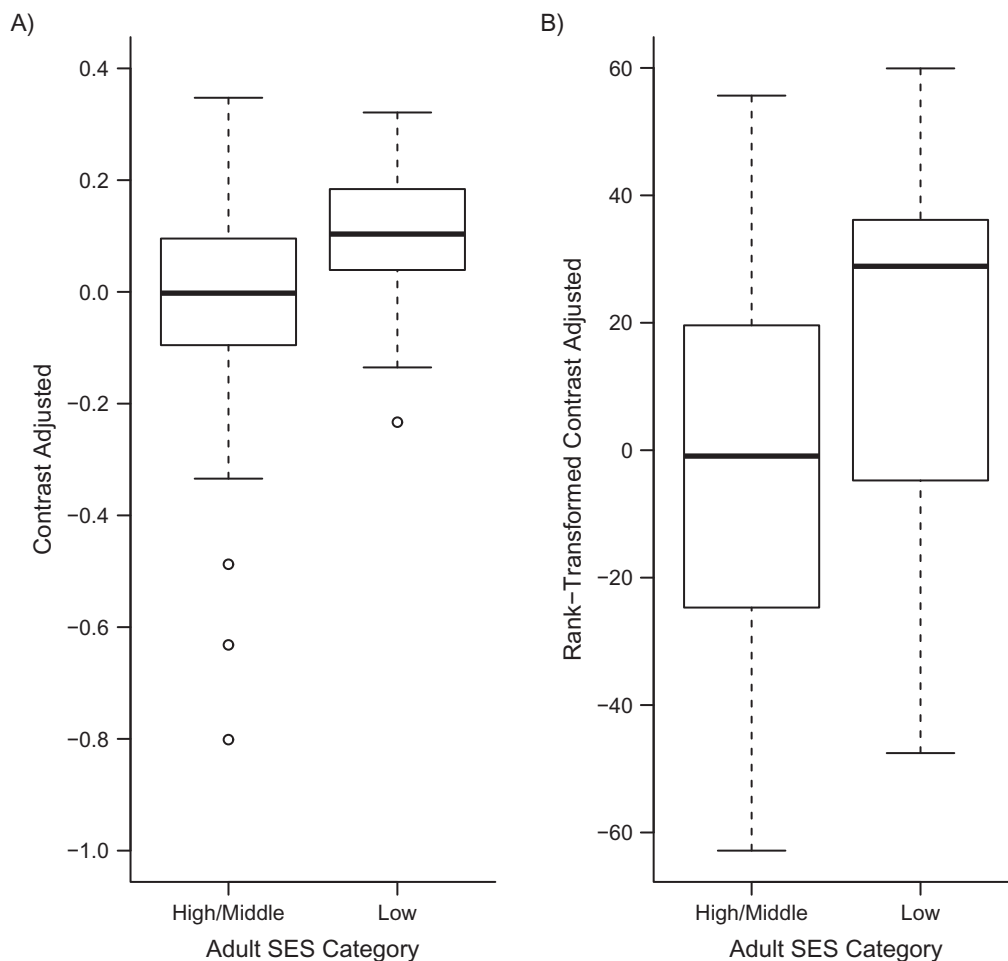 A)
Contrast Adjusted
0.4
0.2
0.0
−0.2
−0.4
−0.6
−0.8
−1.0
High/Middle
Low
Adult SES Category
B)
Rank−Transformed Contrast Adjusted
60
40
20
0
−20
−40
−60
High/Middle
Low
Adult SES Category